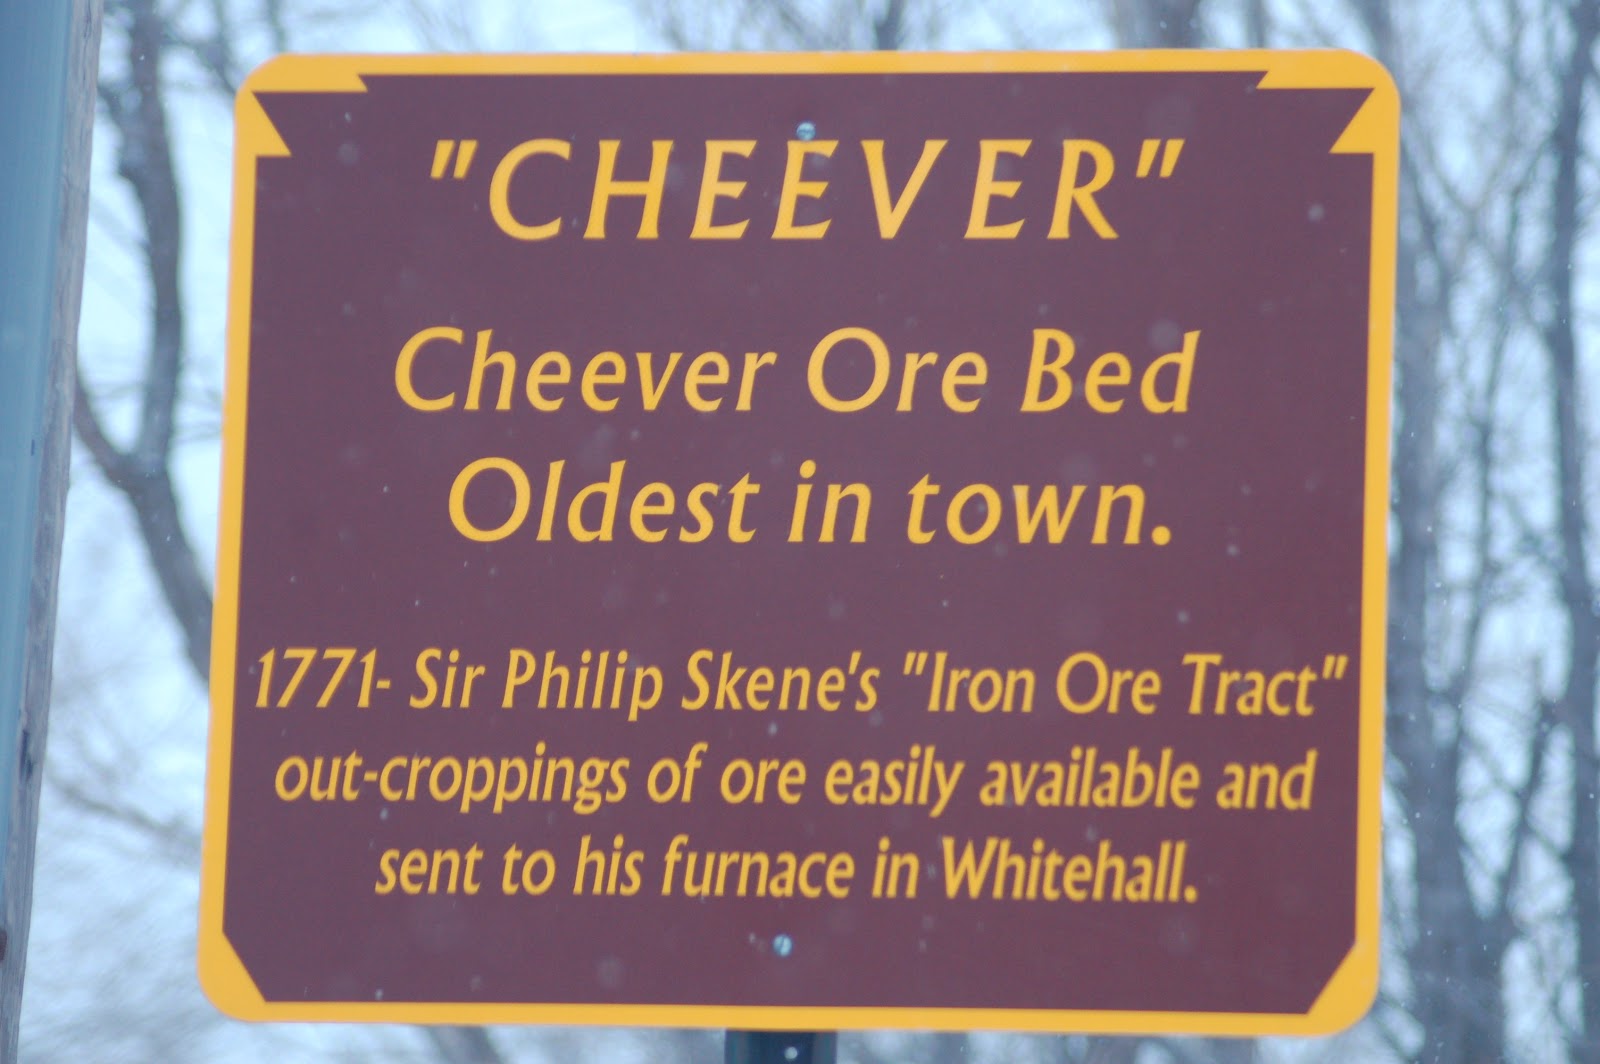 "CHEEVER"
Cheever Ore Bed
Oldest in town.
1771- Sir Philip Skene's "Iron Ore Tract"
out-croppings of ore easily available and
sent to his furnace in Whitehall.